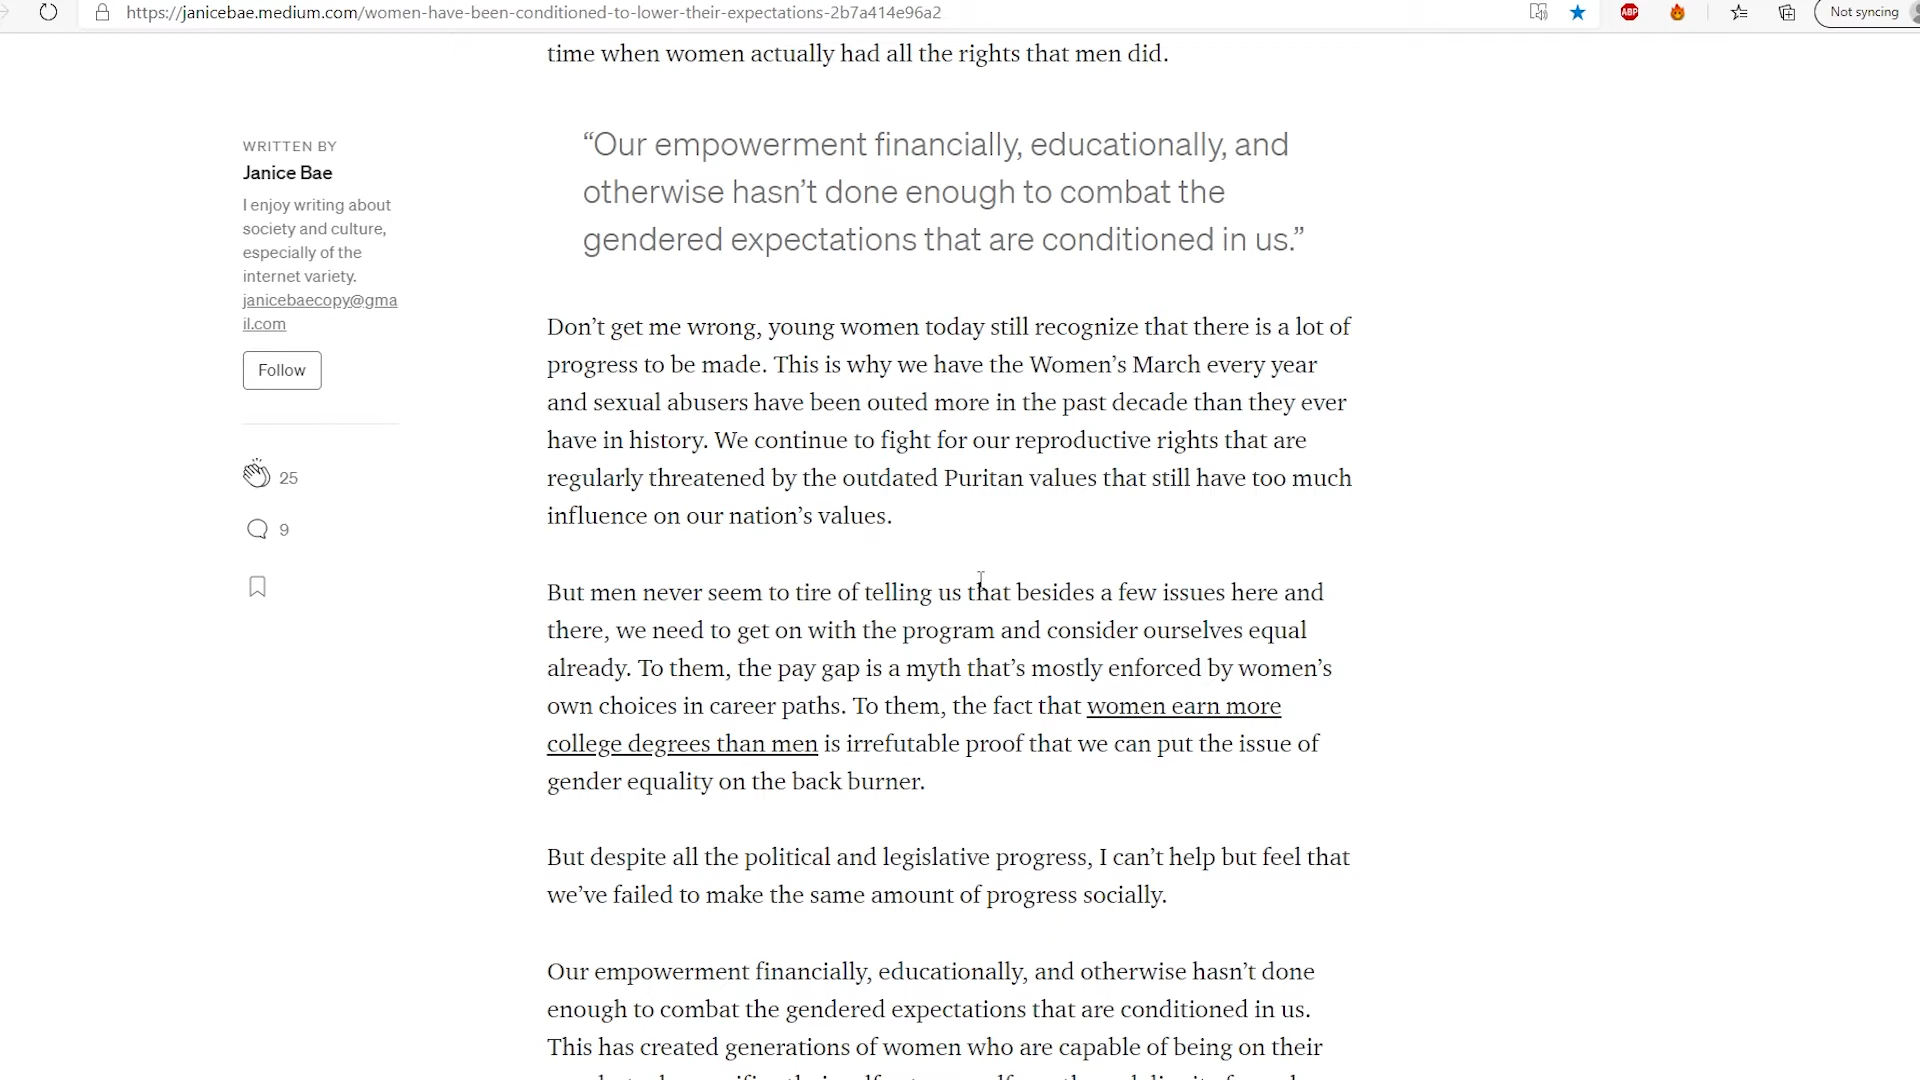 https://janicebae.medium.com/women-have-been-conditioned-to-lower-their-expectations-2b7a414e96a2
ABP
Not syncing
time when women actually had all the rights that men did.
WRITTEN BY
Janice Bae
I enjoy writing about
society and culture,
especially of the
internet variety.
janicebaecopy@gma
il.com
Follow
25
9
“Our empowerment financially, educationally, and
otherwise hasn’t done enough to combat the
gendered expectations that are conditioned in us.”
Don’t get me wrong, young women today still recognize that there is a lot of
progress to be made. This is why we have the Women’s March every year
and sexual abusers have been outed more in the past decade than they ever
have in history. We continue to fight for our reproductive rights that are
regularly threatened by the outdated Puritan values that still have too much
influence on our nation’s values.
But men never seem to tire of telling us that besides a few issues here and
there, we need to get on with the program and consider ourselves equal
already. To them, the pay gap is a myth that’s mostly enforced by women’s
own choices in career paths. To them, the fact that women earn more
college degrees than men is irrefutable proof that we can put the issue of
gender equality on the back burner.
But despite all the political and legislative progress, I can’t help but feel that
we’ve failed to make the same amount of progress socially.
Our empowerment financially, educationally, and otherwise hasn’t done
enough to combat the gendered expectations that are conditioned in us.
This has created generations of women who are capable of being on their